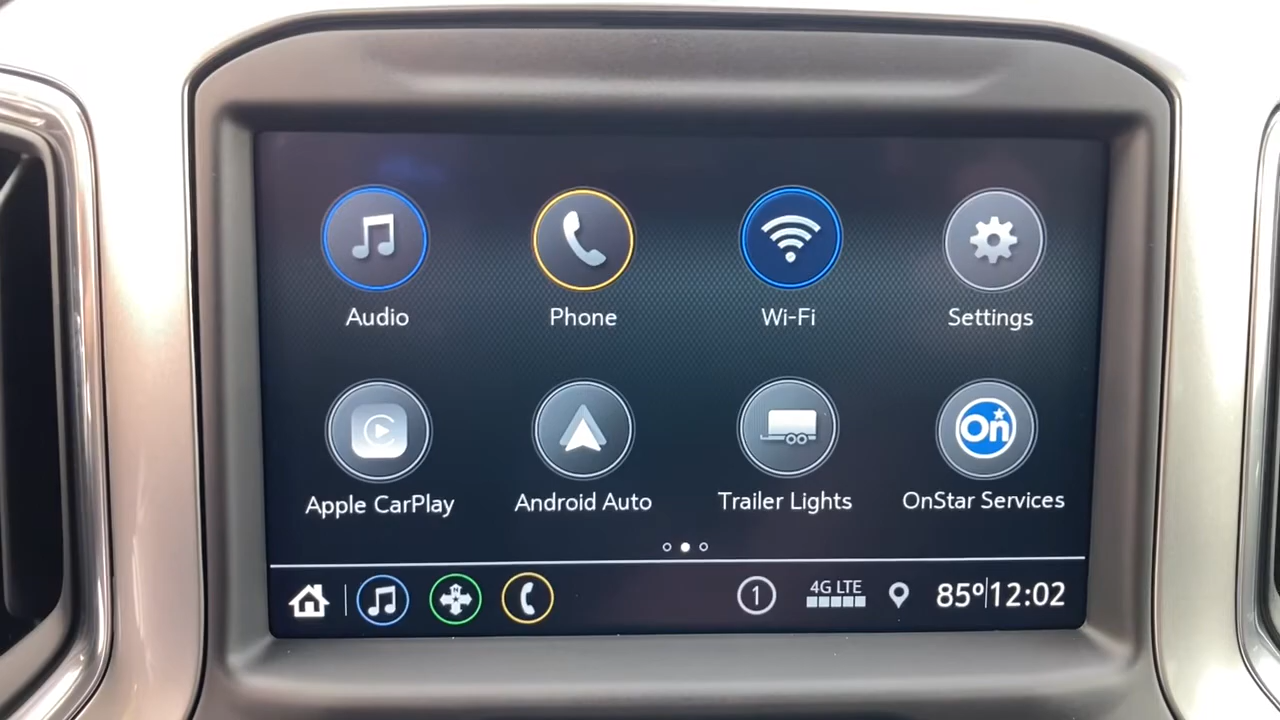 Audio Phone Wi-Fi Settings
On
Apple CarPlay Android Auto Trailer Lights OnStar Services
1 4G LTE 85º 12:02